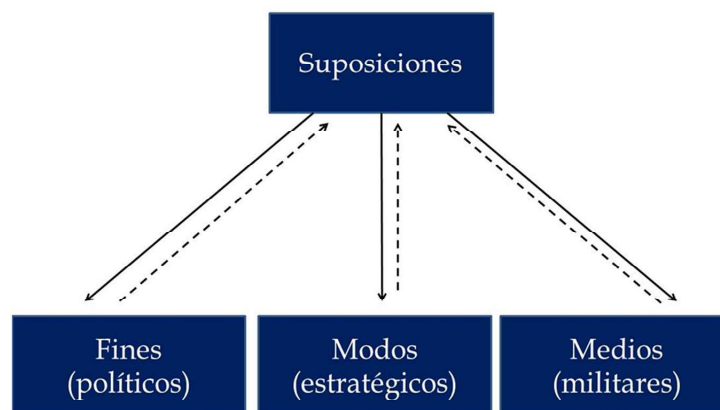 Suposiciones
Fines
(políticos)
Modos
(estratégicos)
Medios
(militares)